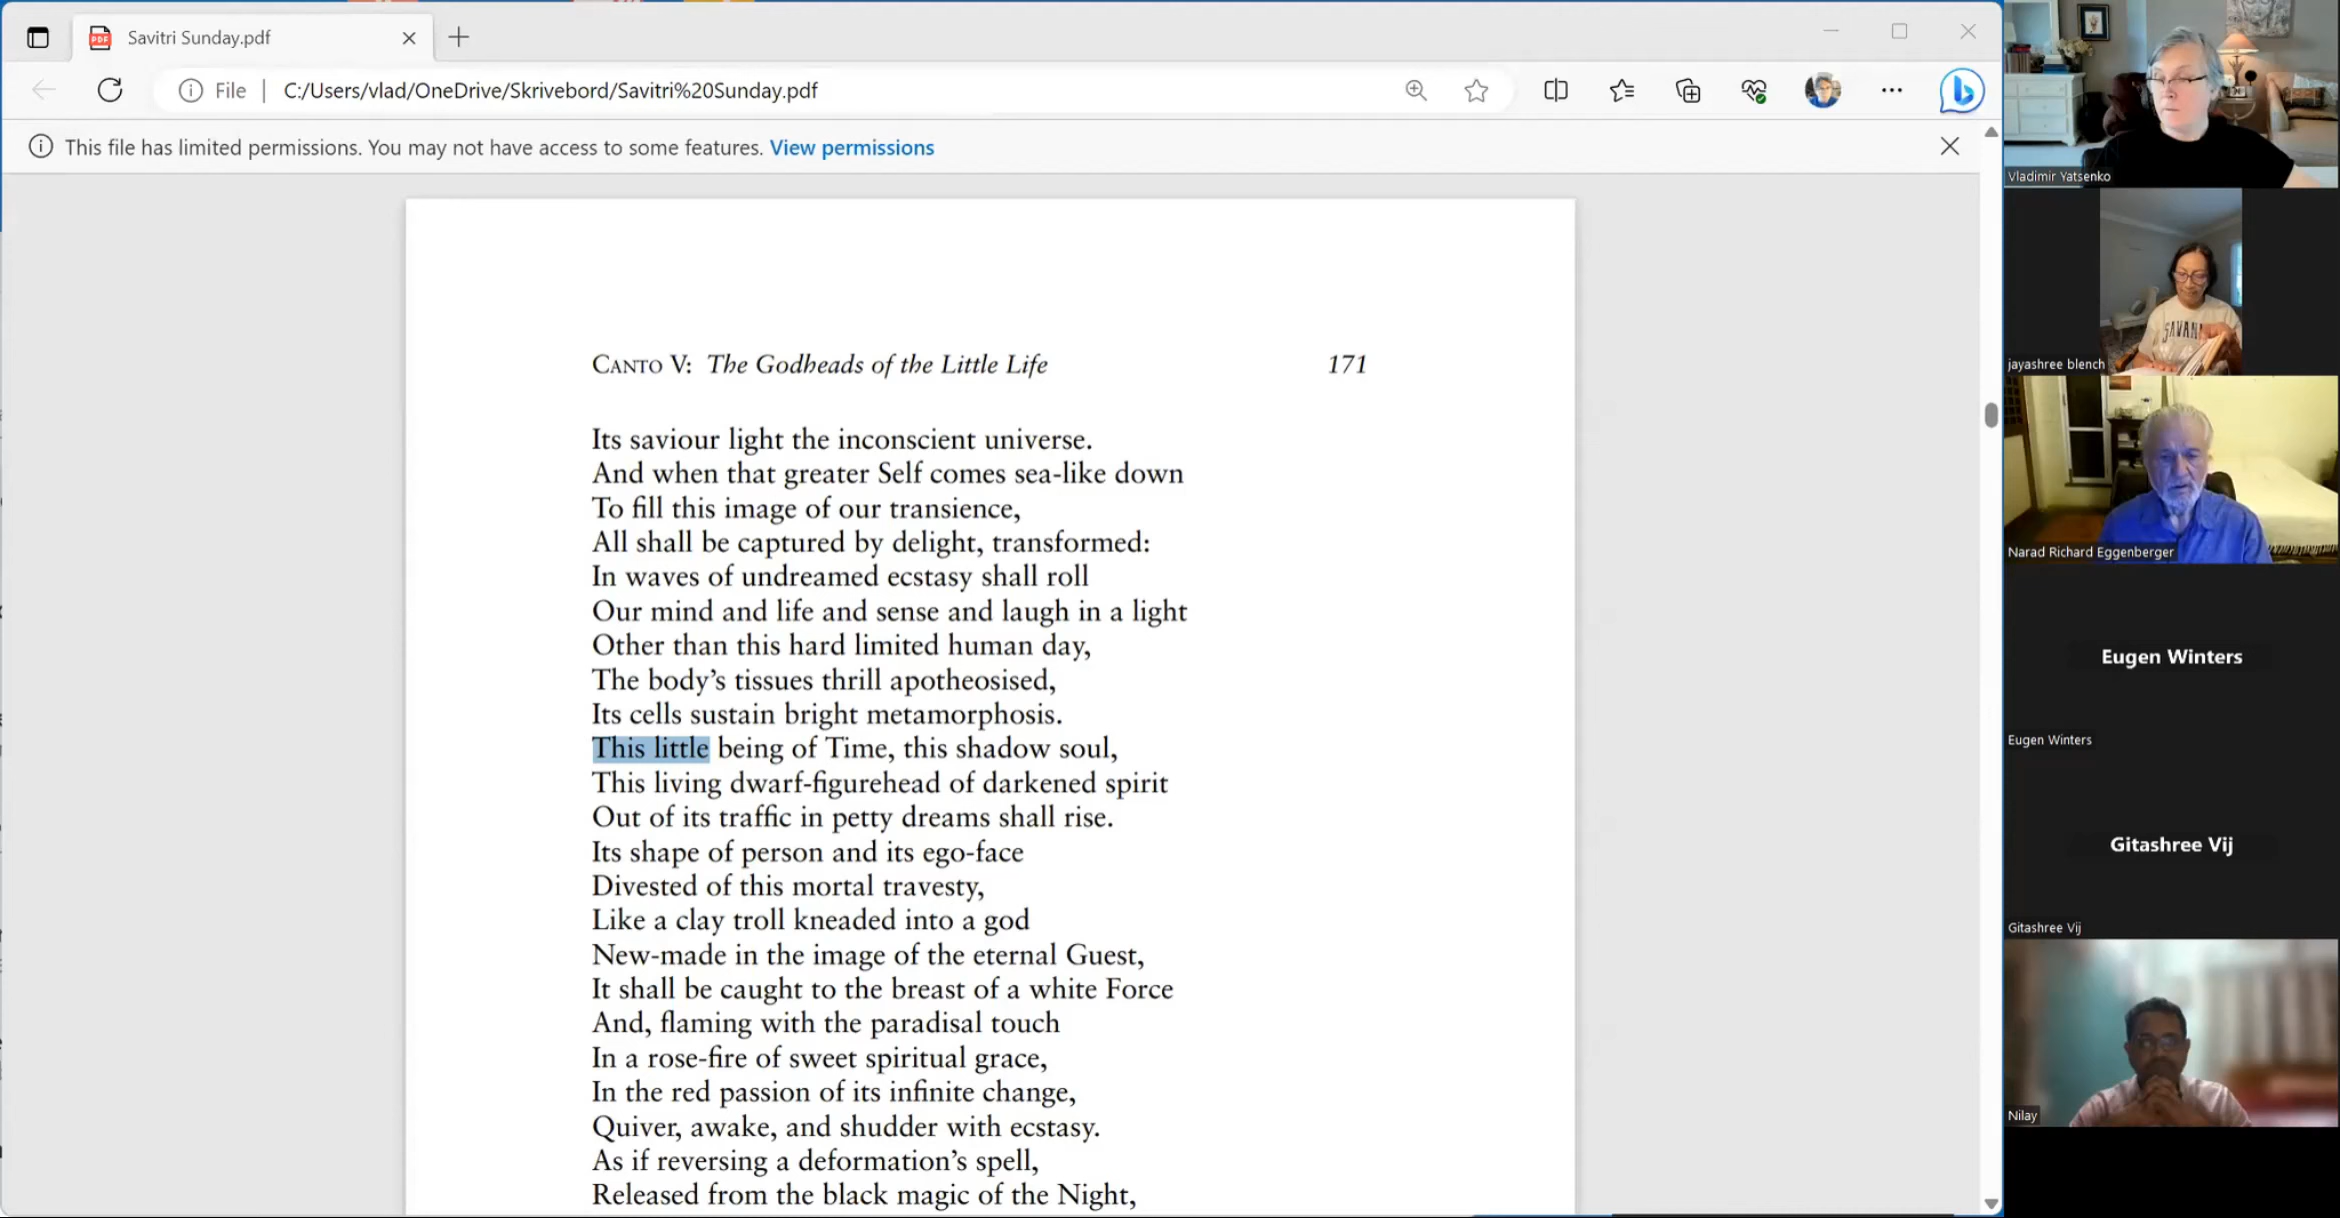 Savitri Sunday.pdf
File
C:/Users/vlad/OneDrive/Skrivebord/Savitri%20Sunday.pdf
This file has limited permissions. You may not have access to some features. View permissions
CANTO V: The Godheads of the Little Life 171
Its saviour light the inconscient universe.
And when that greater Self comes sea-like down
To fill this image of our transience,
All shall be captured by delight, transformed:
In waves of undreamed ecstasy shall roll
Our mind and life and sense and laugh in a light
Other than this hard limited human day,
The body’s tissues thrill apotheosised,
Its cells sustain bright metamorphosis.
This little being of Time, this shadow soul,
This living dwarf-figurehead of darkened spirit
Out of its traffic in petty dreams shall rise.
Its shape of person and its ego-face
Divested of this mortal travesty,
Like a clay troll kneaded into a god
New-made in the image of the eternal Guest,
It shall be caught to the breast of a white Force
And, flaming with the paradisal touch
In a rose-fire of sweet spiritual grace,
In the red passion of its infinite change,
Quiver, awake, and shudder with ecstasy.
As if reversing a deformation’s spell,
Released from the black magic of the Night,
Vladimir Yatsenko
SAVAN
jayashree blench
Narad Richard Eggenberger
Eugen Winters
Eugen Winters
Gitashree Vij
Gitashree Vij
Nilay